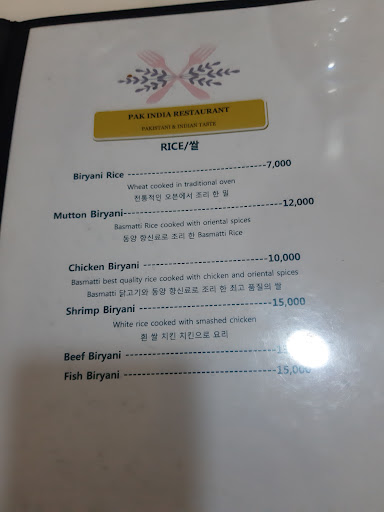 PAK INDIA RESTAURANT
PAKISTANI & INDIAN TASTE
RICE/쌀
Biryani Rice ----------------------------------7,000
Wheat cooked in traditional oven
전통적인 오븐에서 조리 한 밀
Mutton Biryani--------------------------------------12,000
Basmatti Rice cooked with oriental spices
동양 향신료로 조리 한 Basmatti Rice
Chicken Biryani -----------------------------10,000
Basmatti best quality rice cooked with chicken and oriental spices
Basmatti 닭고기와 동양 향신료로 조리 한 최고 품질의 쌀
Shrimp Biryani --------------------------------15,000
White rice cooked with smashed chicken
흰 쌀 치킨 치킨으로 요리
Beef Biryani -----------------------------------
Fish Biryani -----------------------------------15,000